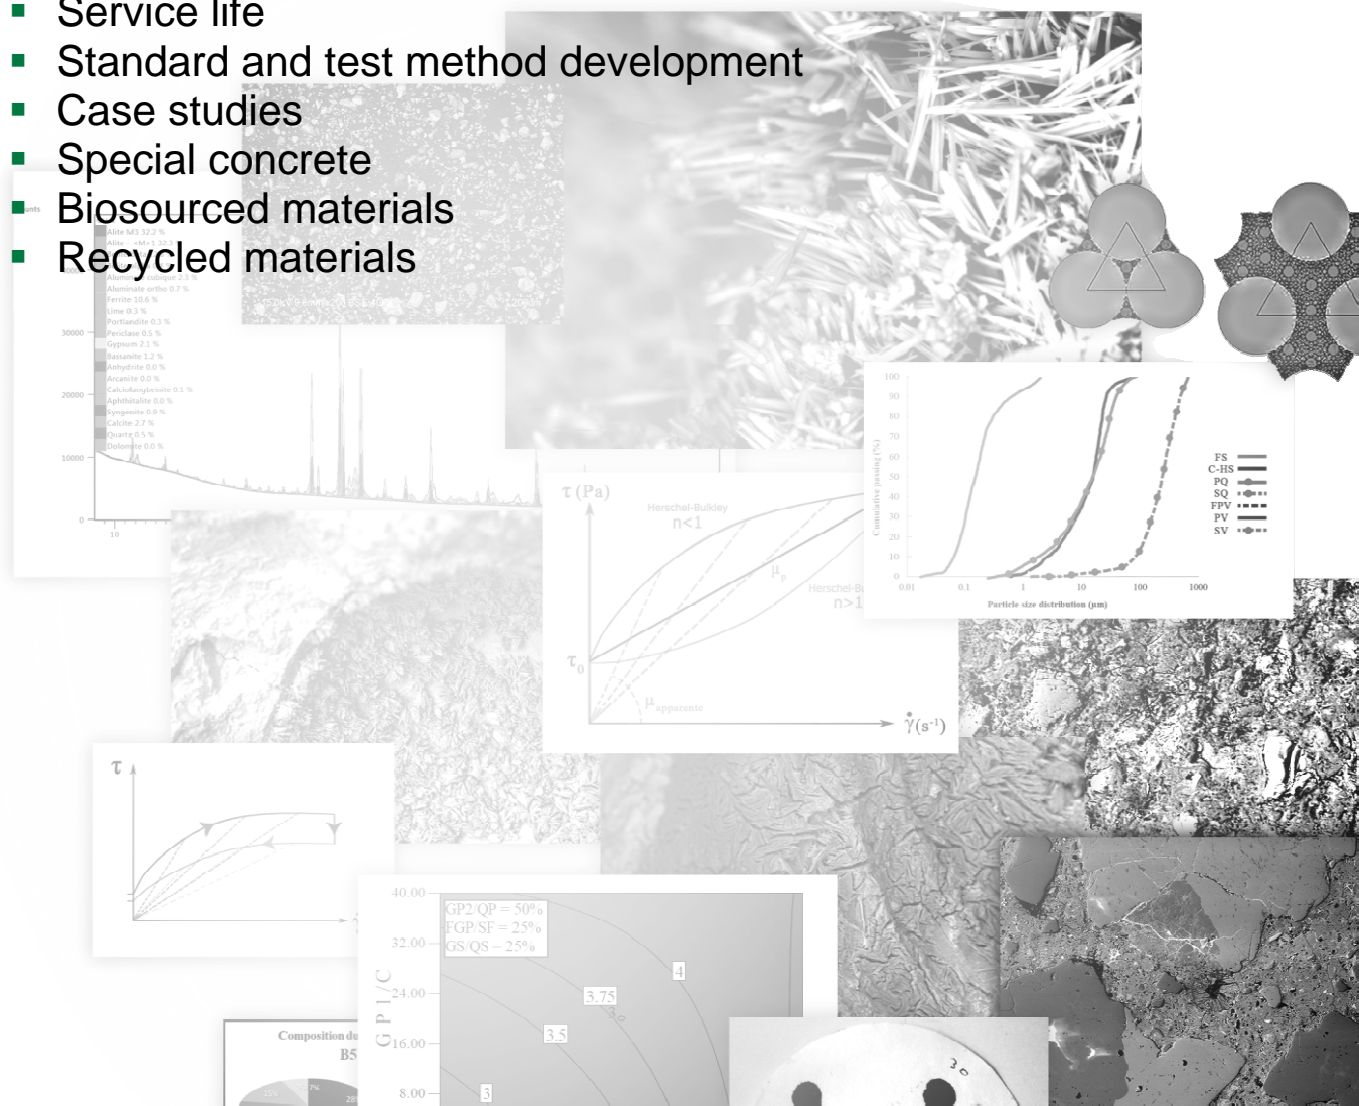 Service life
Standard and test method development
Case studies
Special concrete
Biosourced materials
Recycled materials
Alite M3 32.2 %
Aluminate ortho 0.7 %
Ferrite 10.6 %
Lime 0.3 %
Portlandite 0.3 %
Periclase 0.5 %
Gypsum 2.1 %
Bassanite 1.2 %
Anhydrite 0.0 %
Arcanite 0.0 %
Calciolangbeinite 0.1 %
Aphthitalite 0.0 %
Syngenite 0.0 %
Calcite 2.7 %
Quartz 0.5 %
Dolomite 0.0 %
30000
20000
10000
0
10
τ (Pa)
Herschel-Bulkley
n<1
μp
n>1
τ0
μapparente
γ̇(s-1)
100
90
80
70
60
50
40
30
20
10
0
0.01 0.1 1 10 100 1000
Cumulative passing (%)
Particle size distribution (μm)
FS
C-HS
PQ
SQ
FPV
PV
SV
τ
40.00
32.00
24.00
16.00
8.00
GP1/C
GP2/QP = 50%
FGP/SF = 25%
GS/QS = 25%
4
3.75
3.5
3
Composition du
B5
15%
30